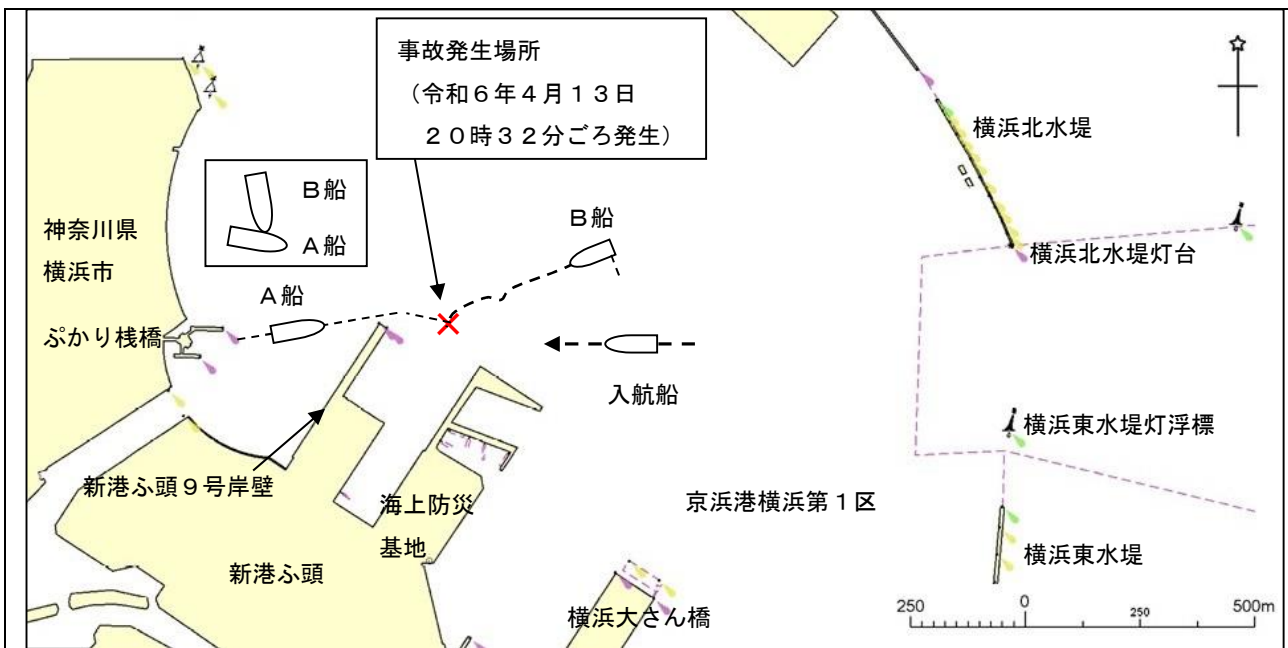 事故発生場所
（令和６年４月１３日
２０時３２分ごろ発生）
横浜北水堤
Ｂ船
Ａ船
神奈川県
横浜市
Ｂ船
横浜北水堤灯台
Ａ船
ぷかり桟橋
入航船
横浜東水堤灯浮標
新港ふ頭９号岸壁
海上防災
基地
京浜港横浜第１区
新港ふ頭
横浜東水堤
横浜大さん橋
250 0 250 500m